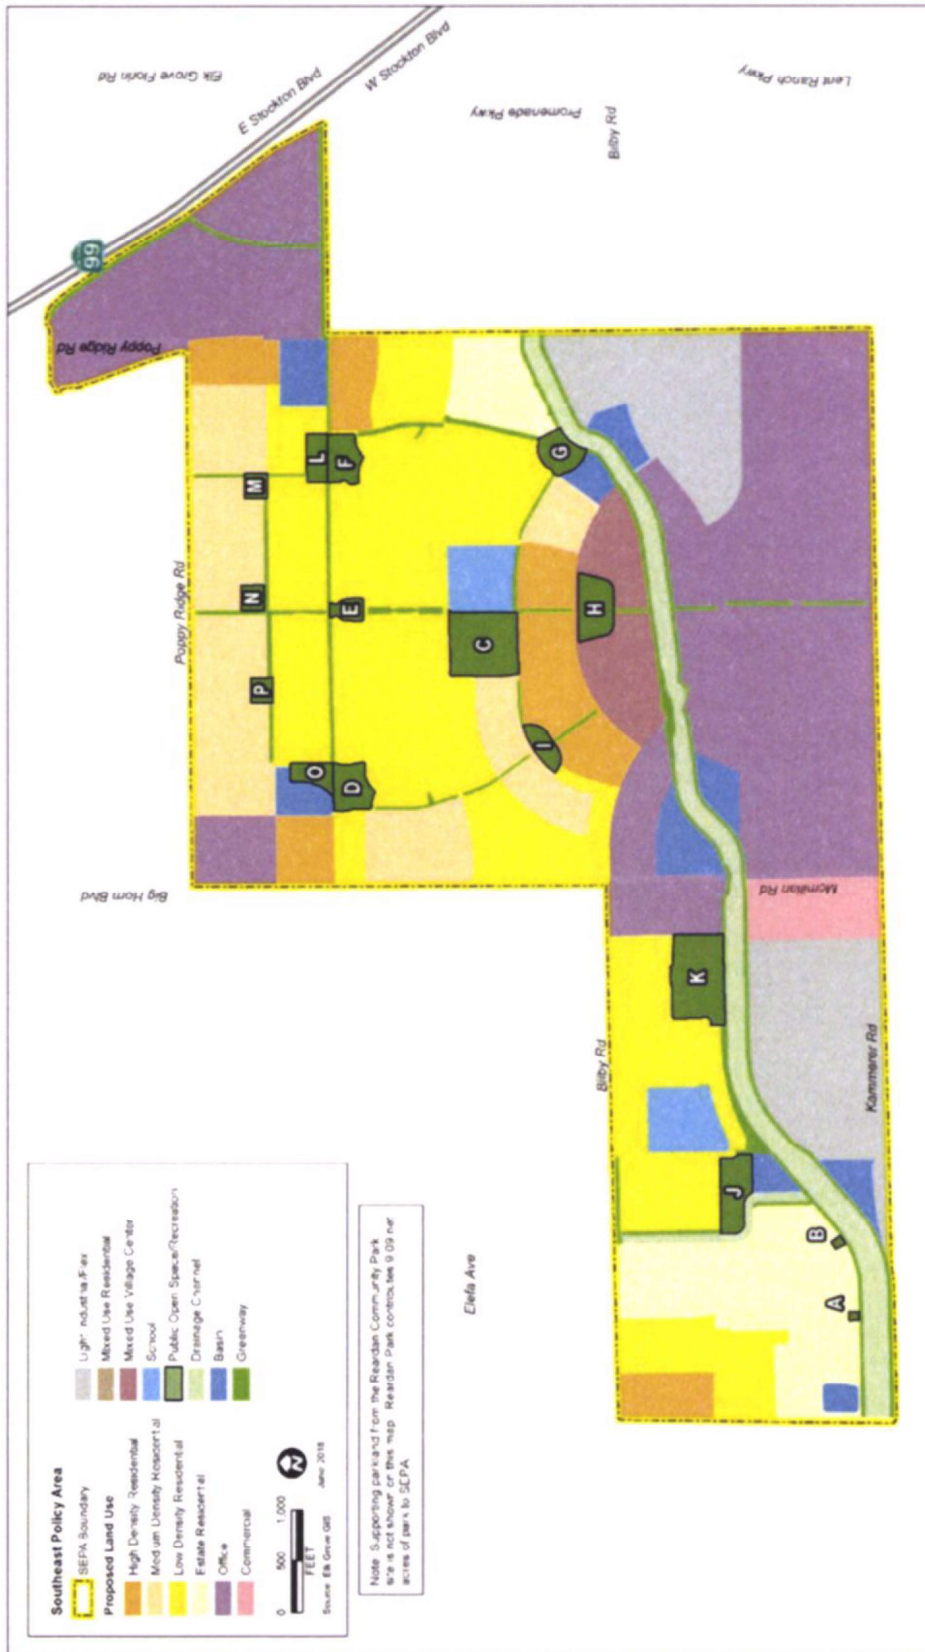 Southeast Policy Area
SEPA Boundary
Proposed Land Use
High Density Residential
Medium Density Residential
Low Density Residential
Estate Residential
Office
Commercial
Light Industrial/Flex
Mixed Use Residential
Mixed Use Village Center
School
Public Open Space/Recreation
Drainage Channel
Basin
Greenway
0 500 1,000
FEET
N
Source: Elk Grove GIS June 2018
Note: Supporting parkland from the Reardan Community Park
site is not shown on this map. Reardan Park contributes 9.09 net
acres of park to SEPA
Elefa Ave
Big Horn Blvd
Poppy Ridge Rd
Poppy Ridge Rd
99
Elk Grove Florin Rd
E Stockton Blvd
W Stockton Blvd
Promenade Pkwy
Bilby Rd
Lent Ranch Pkwy
Bilby Rd
Mcmillan Rd
Kammerer Rd
O
D
P
N
M
L
F
E
C
G
I
H
K
J
B
A